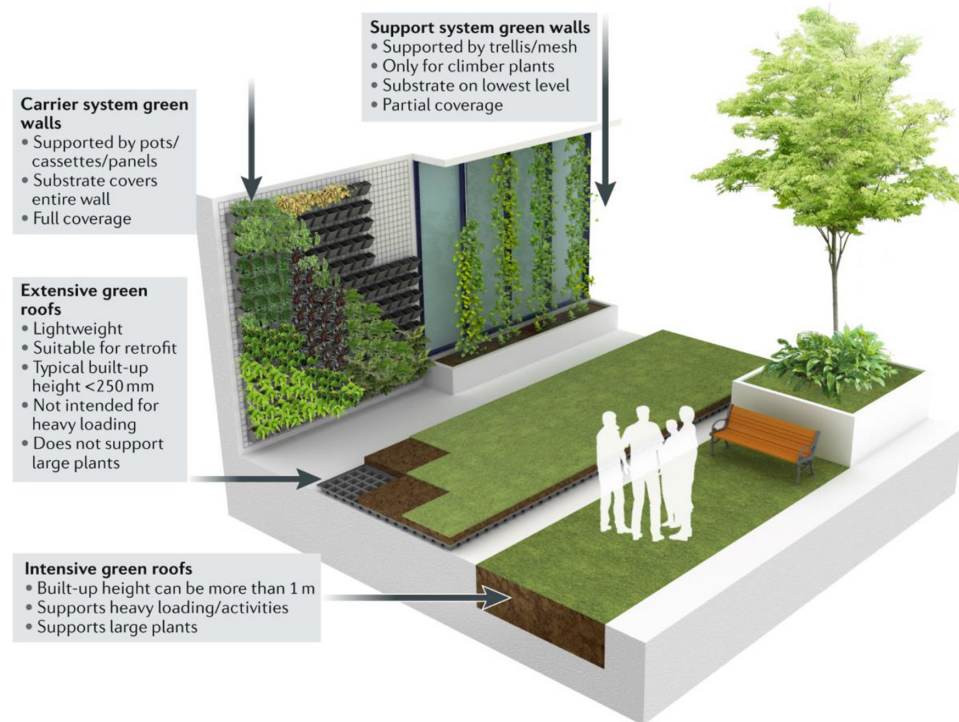 Support system green walls
• Supported by trellis/mesh
• Only for climber plants
• Substrate on lowest level
• Partial coverage
Carrier system green
walls
• Supported by pots/
cassettes/panels
• Substrate covers
entire wall
• Full coverage
Extensive green
roofs
• Lightweight
• Suitable for retrofit
• Typical built-up
height <250 mm
• Not intended for
heavy loading
• Does not support
large plants
Intensive green roofs
• Built-up height can be more than 1 m
• Supports heavy loading/activities
• Supports large plants